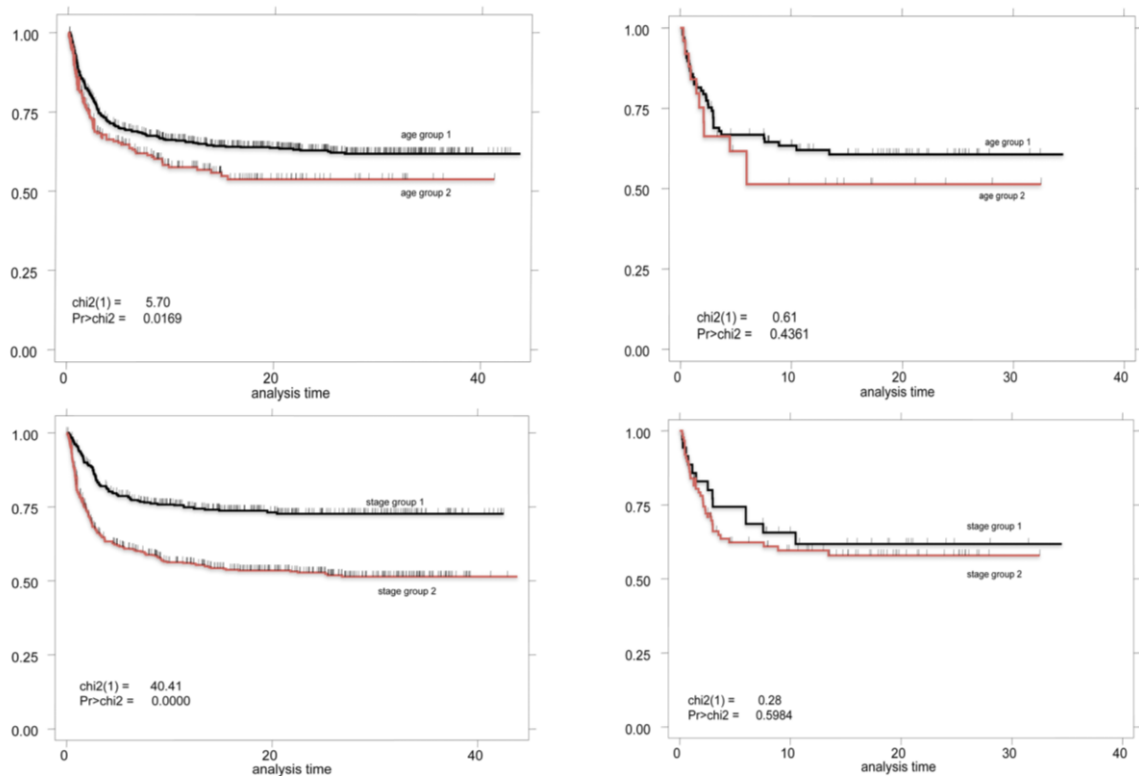 1.00
0.75
0.50
0.25
0.00
age group 1
age group 2
chi2(1) = 5.70
Pr>chi2 = 0.0169
0 20 40
analysis time
1.00
0.75
0.50
0.25
0.00
age group 1
age group 2
chi2(1) = 0.61
Pr>chi2 = 0.4361
0 10 20 30 40
analysis time
1.00
0.75
0.50
0.25
0.00
stage group 1
stage group 2
chi2(1) = 40.41
Pr>chi2 = 0.0000
0 20 40
analysis time
1.00
0.75
0.50
0.25
0.00
stage group 1
stage group 2
chi2(1) = 0.28
Pr>chi2 = 0.5984
0 10 20 30 40
analysis time